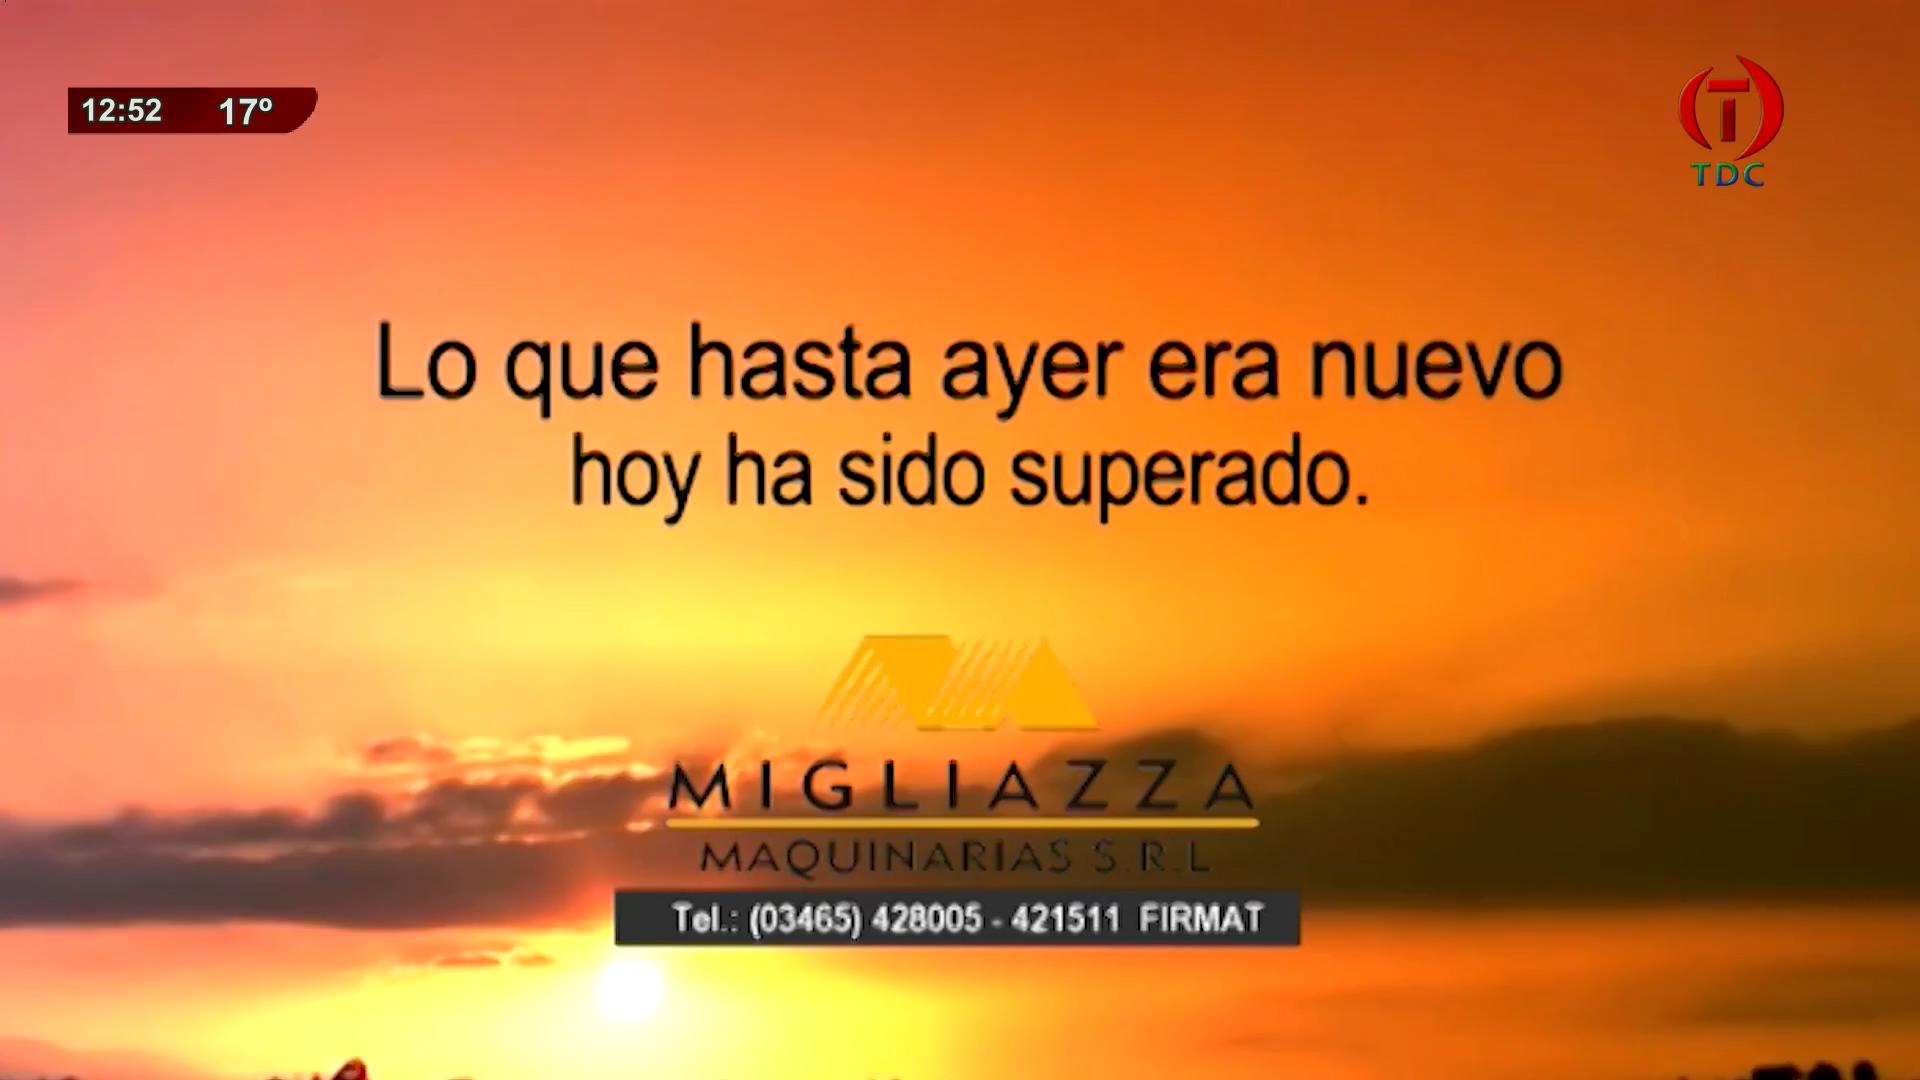 12:52 17º
T
TDC
Lo que hasta ayer era nuevo
hoy ha sido superado.
MIGLIAZZA
MAQUINARIAS S.R.L
Tel.: (03465) 428005 - 421511 FIRMAT